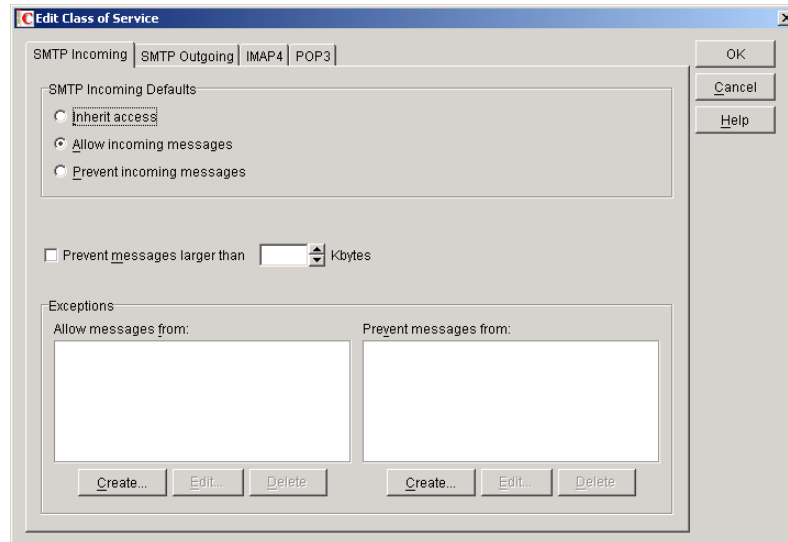 Edit Class of Service
SMTP Incoming SMTP Outgoing IMAP4 POP3
OK
Cancel
Help
SMTP Incoming Defaults
Inherit access
Allow incoming messages
Prevent incoming messages
Prevent messages larger than Kbytes
Exceptions
Allow messages from: Prevent messages from:
Create... Edit... Delete Create... Edit... Delete